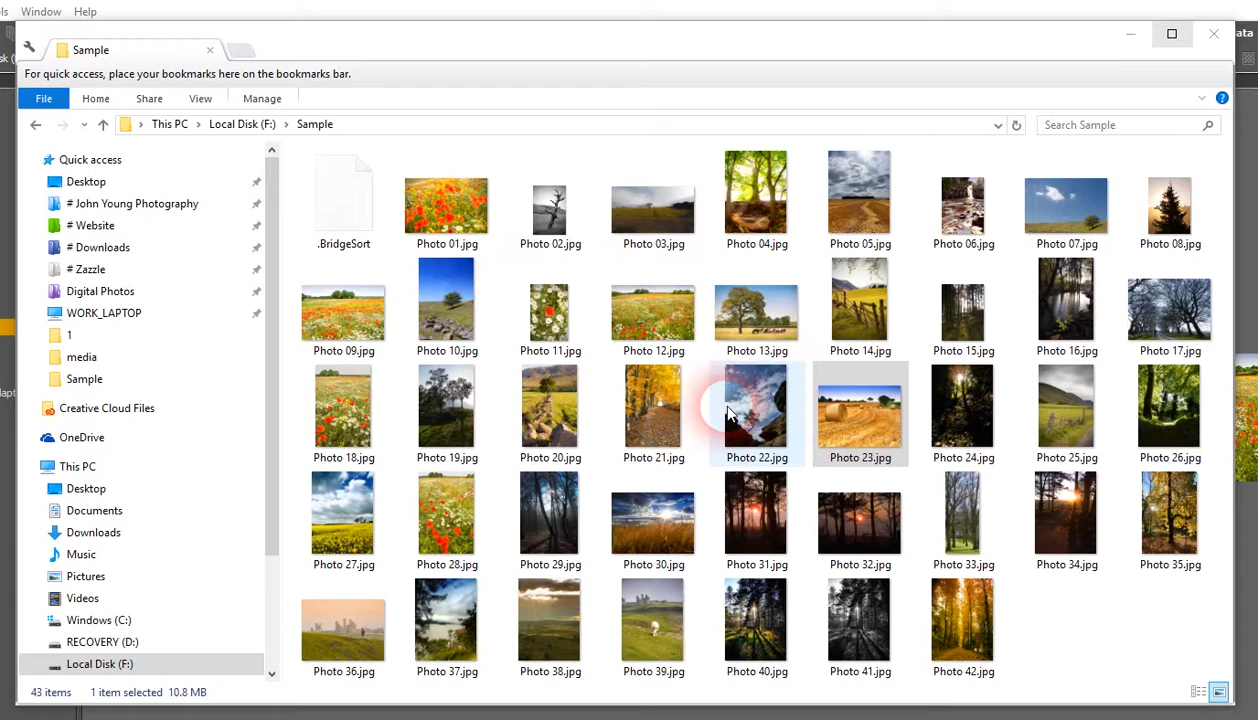 ls Window Help
Sample
ata
sk (
For quick access, place your bookmarks here on the bookmarks bar.
File Home Share View Manage
This PC Local Disk (F:) Sample
Search Sample
Quick access
Desktop
# John Young Photography
# Website
# Downloads
# Zazzle
Digital Photos
WORK_LAPTOP
1
media
Sample
Creative Cloud Files
OneDrive
This PC
Desktop
Documents
Downloads
Music
Pictures
Videos
Windows (C:)
RECOVERY (D:)
Local Disk (F:)
.BridgeSort Photo 01.jpg Photo 02.jpg Photo 03.jpg Photo 04.jpg Photo 05.jpg Photo 06.jpg Photo 07.jpg Photo 08.jpg
Photo 09.jpg Photo 10.jpg Photo 11.jpg Photo 12.jpg Photo 13.jpg Photo 14.jpg Photo 15.jpg Photo 16.jpg Photo 17.jpg
Photo 18.jpg Photo 19.jpg Photo 20.jpg Photo 21.jpg Photo 22.jpg Photo 23.jpg Photo 24.jpg Photo 25.jpg Photo 26.jpg
Photo 27.jpg Photo 28.jpg Photo 29.jpg Photo 30.jpg Photo 31.jpg Photo 32.jpg Photo 33.jpg Photo 34.jpg Photo 35.jpg
Photo 36.jpg Photo 37.jpg Photo 38.jpg Photo 39.jpg Photo 40.jpg Photo 41.jpg Photo 42.jpg
dapt
43 items 1 item selected 10.8 MB